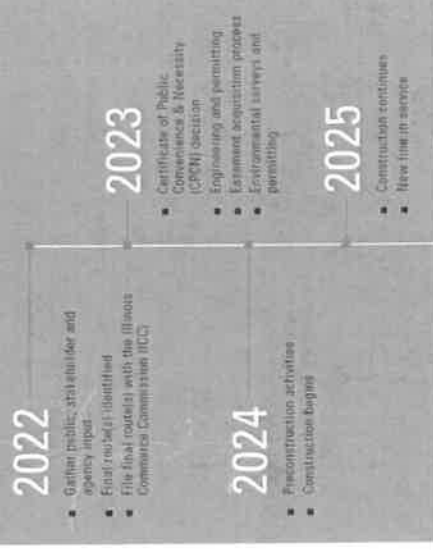 2022
Gather public, stakeholder and
agency input
Final route(s) identified
File final route(s) with the Illinois
Commerce Commission (ICC)
2023
Certificate of Public
Convenience & Necessity
(CPCN) decision
Engineering and permitting
Easement acquisition process
Environmental surveys and
permitting
2024
Preconstruction activities
Construction begins
2025
Construction continues
New line in service